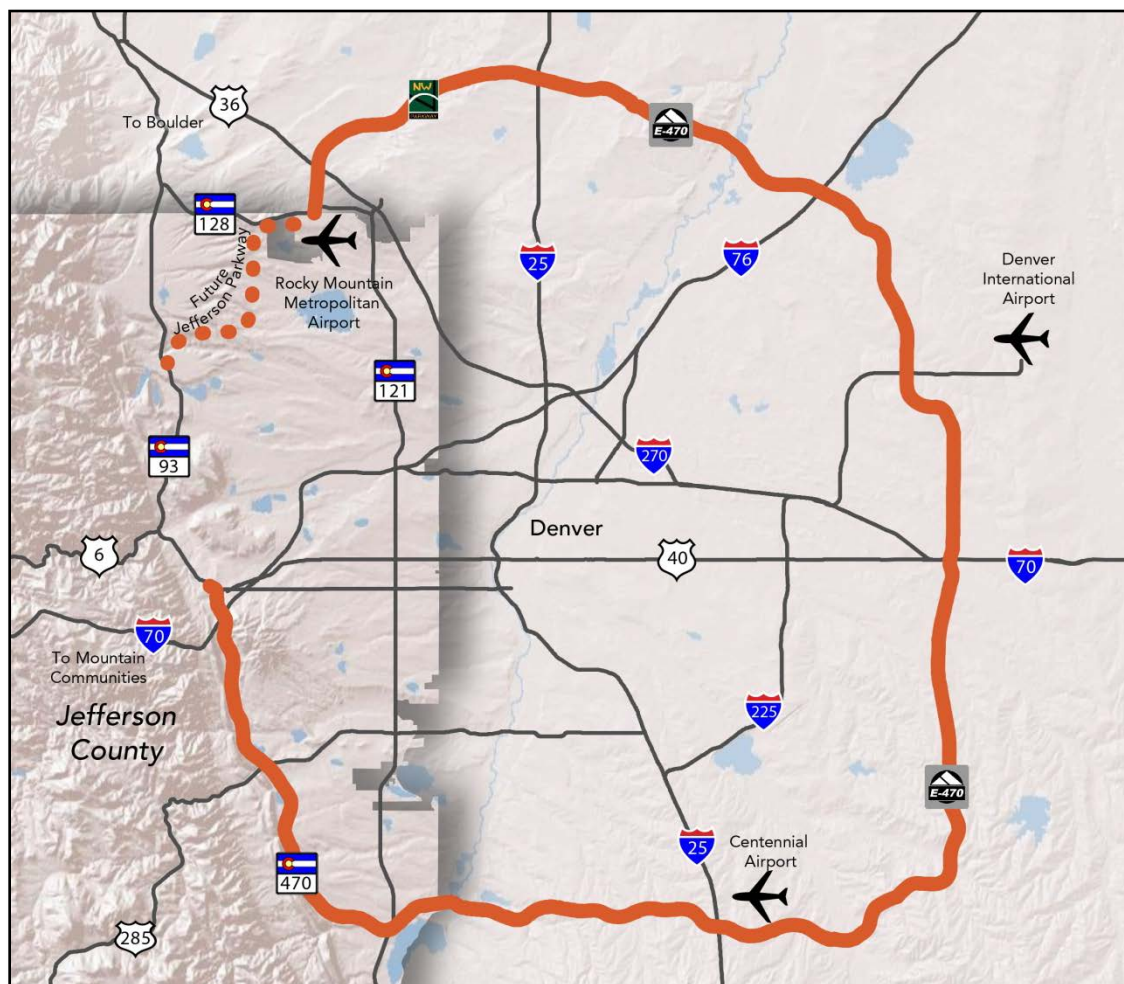 NW
PARKWAY
36
To Boulder
E-470
128
25
76
Denver
International
Airport
Future
Jefferson Parkway
Rocky Mountain
Metropolitan
Airport
121
93
270
Denver
6
40
70
70
To Mountain
Communities
Jefferson
County
225
E-470
25
Centennial
Airport
470
285